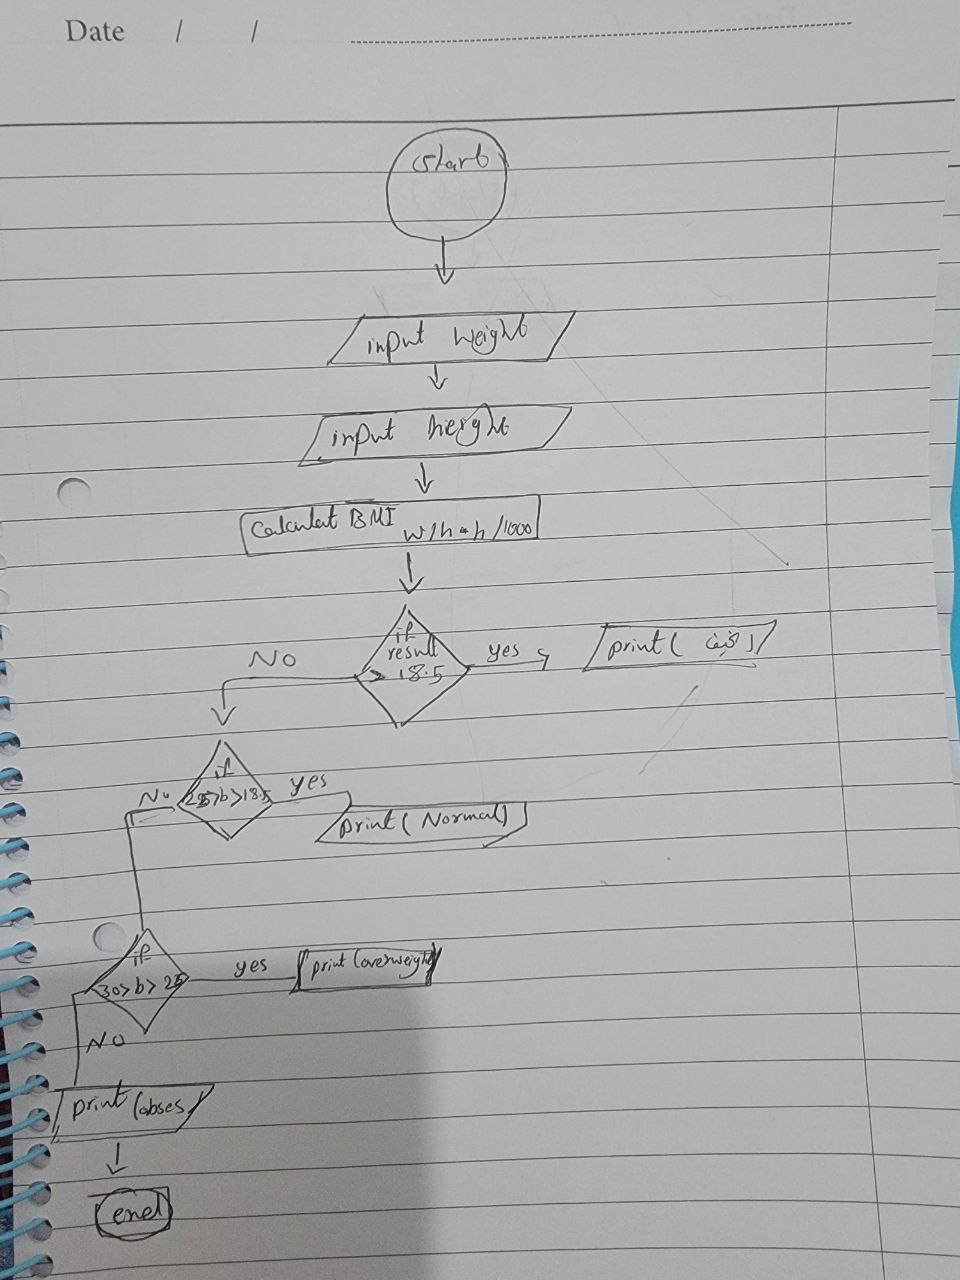 Date / /
start
input weight
input height
Calculat BMI
w/h*h/1000
if
result
> 18.5
yes
print(
NO
if
25>b>18.5
yes
No
print( Normal)
if
30>b>25
yes
print (overweight)
NO
print (obses)
end